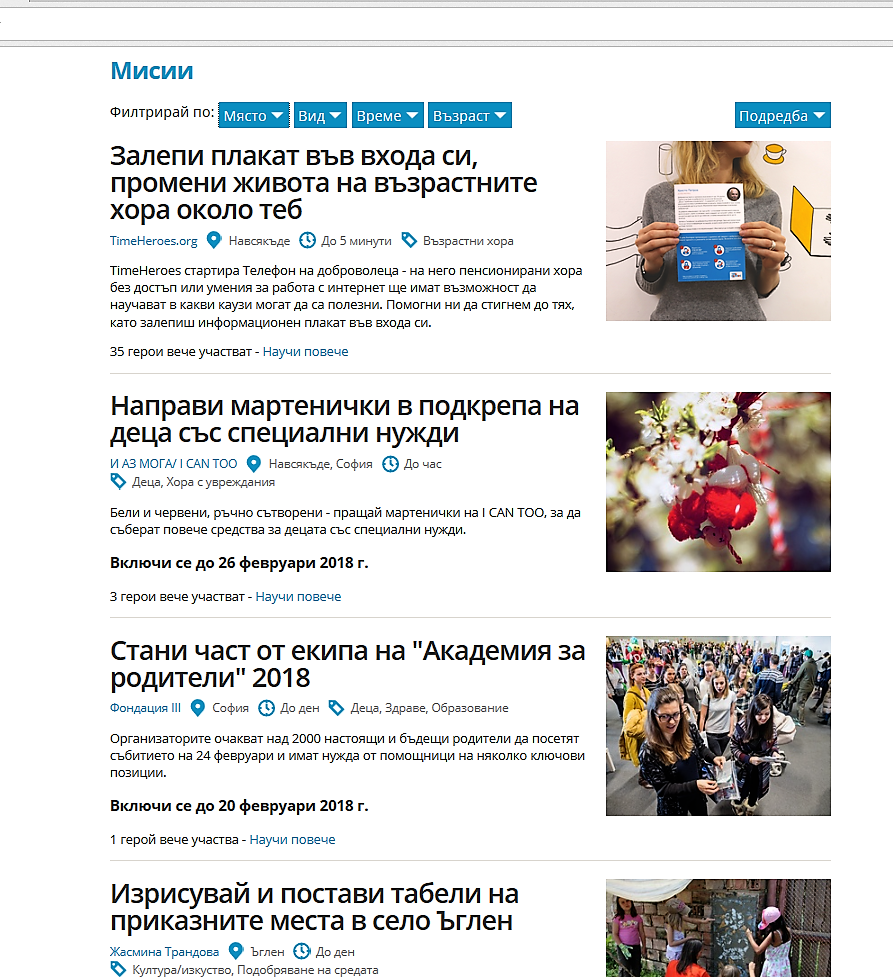 Мисии
Филтрирай по: Място Вид Време Възраст Подредба
Залепи плакат във входа си,
промени живота на възрастните
хора около теб
TimeHeroes.org Навсякъде До 5 минути Възрастни хора
TimeHeroes стартира Телефон на доброволеца - на него пенсионирани хора
без достъп или умения за работа с интернет ще имат възможност да
научават в какви каузи могат да са полезни. Помогни ни да стигнем до тях,
като залепиш информационен плакат във входа си.
35 герои вече участват - Научи повече
Направи мартенички в подкрепа на
деца със специални нужди
И АЗ МОГА/ I CAN TOO Навсякъде, София До час
Деца, Хора с увреждания
Бели и червени, ръчно сътворени - пращай мартенички на I CAN TOO, за да
съберат повече средства за децата със специални нужди.
Включи се до 26 февруари 2018 г.
3 герои вече участват - Научи повече
Стани част от екипа на "Академия за
родители" 2018
Фондация III София До ден Деца, Здраве, Образование
Организаторите очакват над 2000 настоящи и бъдещи родители да посетят
събитието на 24 февруари и имат нужда от помощници на няколко ключови
позиции.
Включи се до 20 февруари 2018 г.
1 герой вече участва - Научи повече
Изрисувай и постави табели на
приказните места в село Ъглен
Жасмина Трандова Ъглен До ден
Култура/изкуство, Подобряване на средата